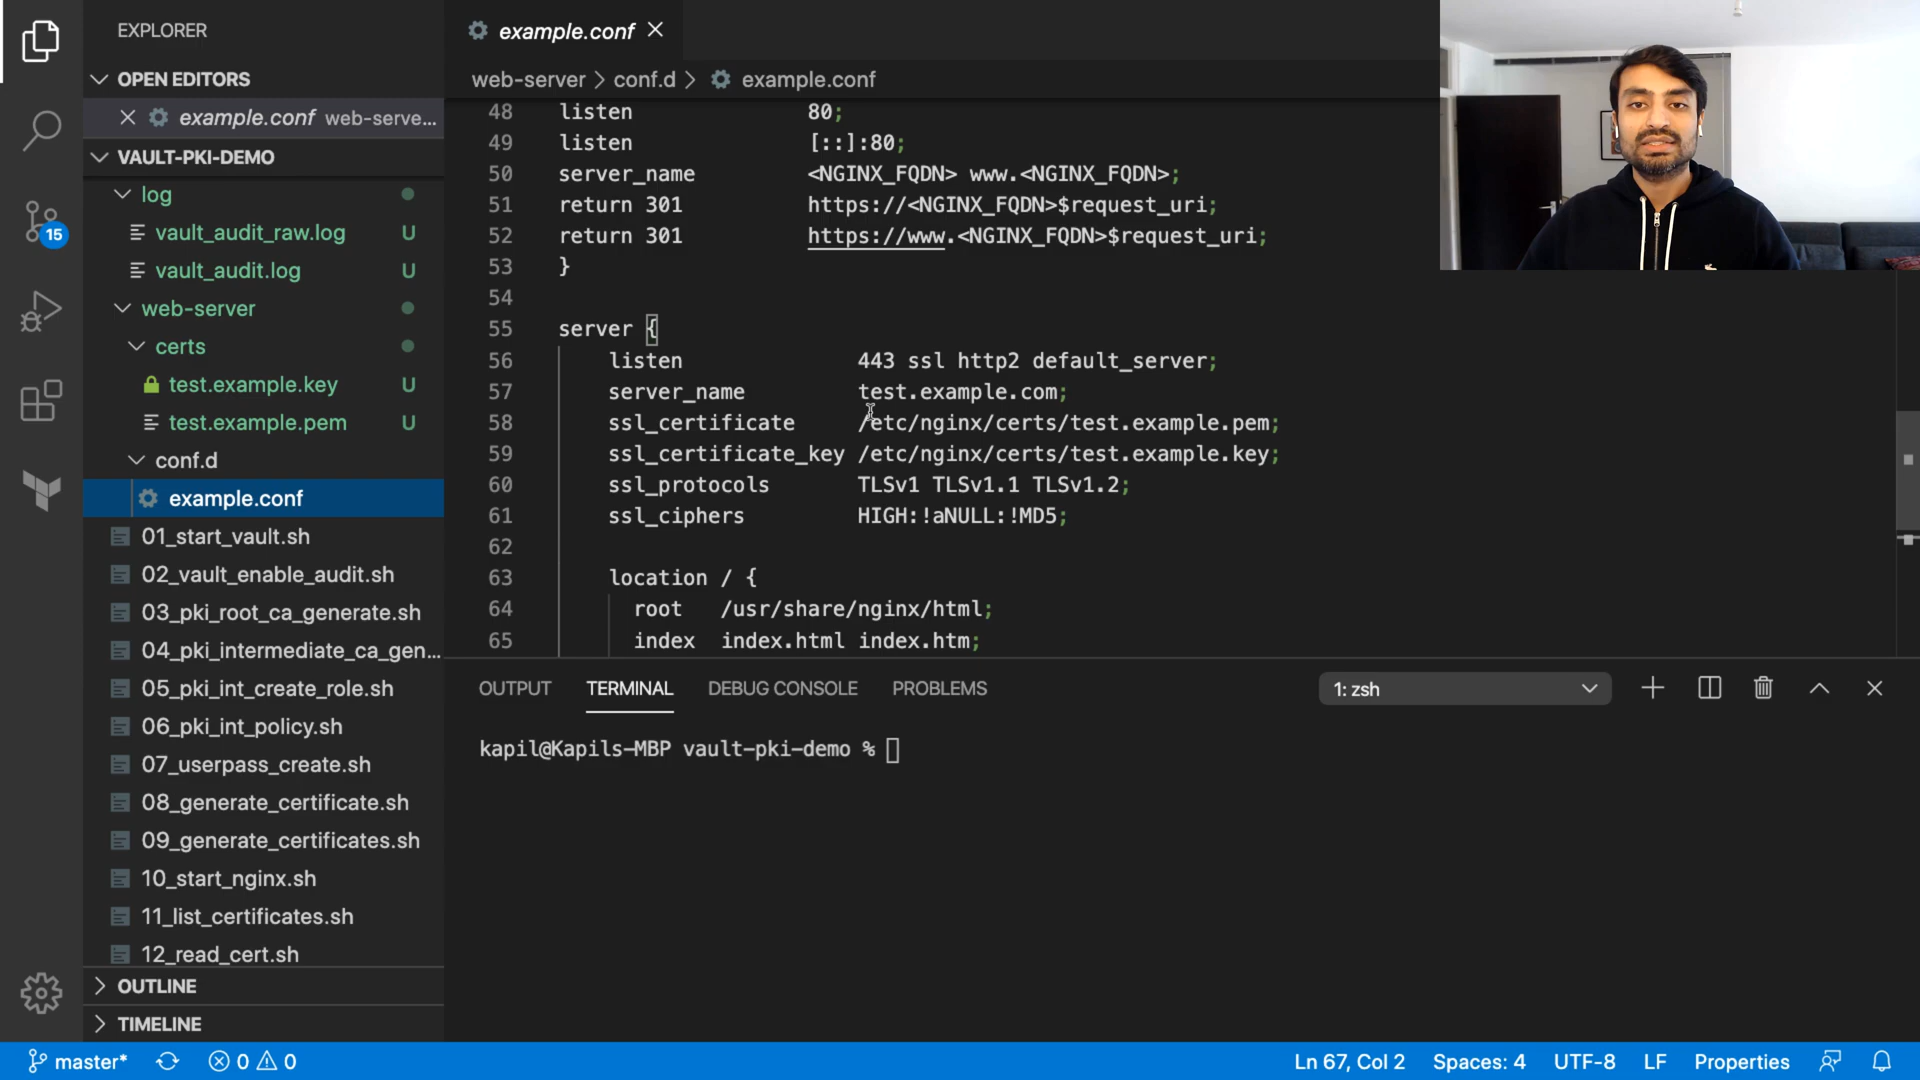 EXPLORER
OPEN EDITORS
example.conf web-serve...
VAULT-PKI-DEMO
log
vault_audit_raw.log U
vault_audit.log U
web-server
certs
test.example.key U
test.example.pem U
conf.d
example.conf
01_start_vault.sh
02_vault_enable_audit.sh
03_pki_root_ca_generate.sh
04_pki_intermediate_ca_gen...
05_pki_int_create_role.sh
06_pki_int_policy.sh
07_userpass_create.sh
08_generate_certificate.sh
09_generate_certificates.sh
10_start_nginx.sh
11_list_certificates.sh
12_read_cert.sh
OUTLINE
TIMELINE
15
example.conf
web-server > conf.d > example.conf
48 listen 80;
49 listen [::]:80;
50 server_name <NGINX_FQDN> www.<NGINX_FQDN>;
51 return 301 https://<NGINX_FQDN>$request_uri;
52 return 301 https://www.<NGINX_FQDN>$request_uri;
53 }
54
55 server {
56 listen 443 ssl http2 default_server;
57 server_name test.example.com;
58 ssl_certificate /etc/nginx/certs/test.example.pem;
59 ssl_certificate_key /etc/nginx/certs/test.example.key;
60 ssl_protocols TLSv1 TLSv1.1 TLSv1.2;
61 ssl_ciphers HIGH:!aNULL:!MD5;
62
63 location / {
64 root /usr/share/nginx/html;
65 index index.html index.htm;
OUTPUT TERMINAL DEBUG CONSOLE PROBLEMS 1: zsh
kapil@Kapils-MBP vault-pki-demo %
master* 0 0 Ln 67, Col 2 Spaces: 4 UTF-8 LF Properties